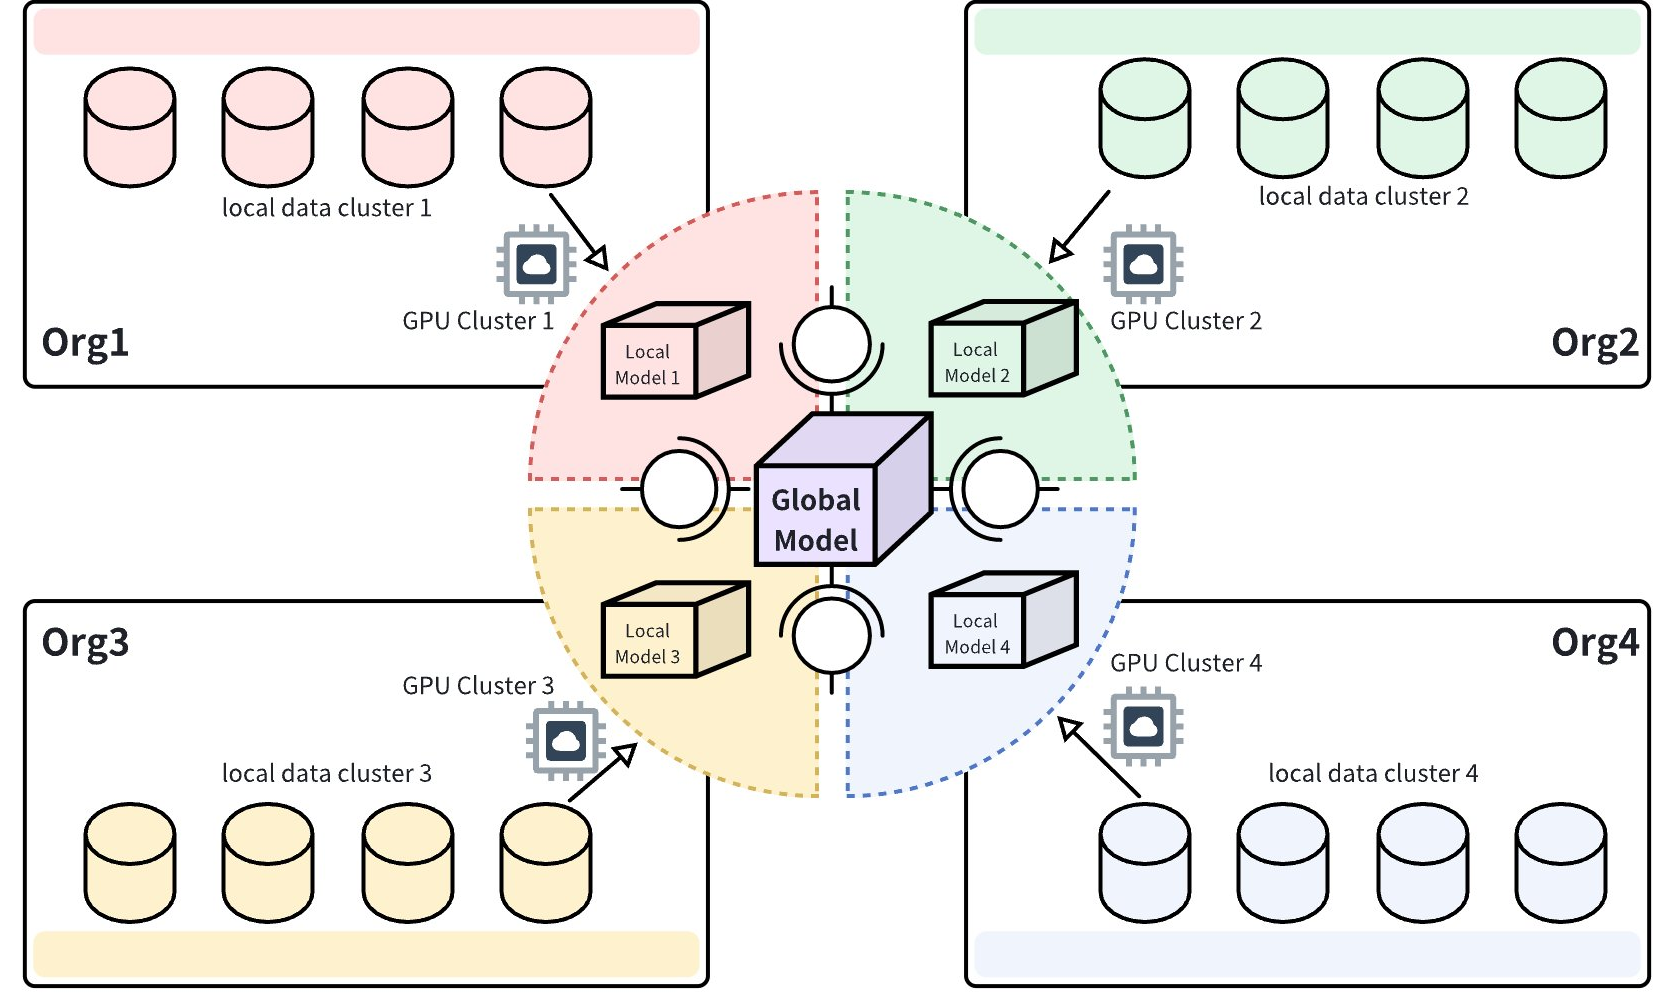 local data cluster 1
GPU Cluster 1
Org1
local data cluster 2
GPU Cluster 2
Org2
Local
Model 1
Local
Model 2
Global
Model
Local
Model 3
Local
Model 4
Org3
GPU Cluster 3
local data cluster 3
Org4
GPU Cluster 4
local data cluster 4